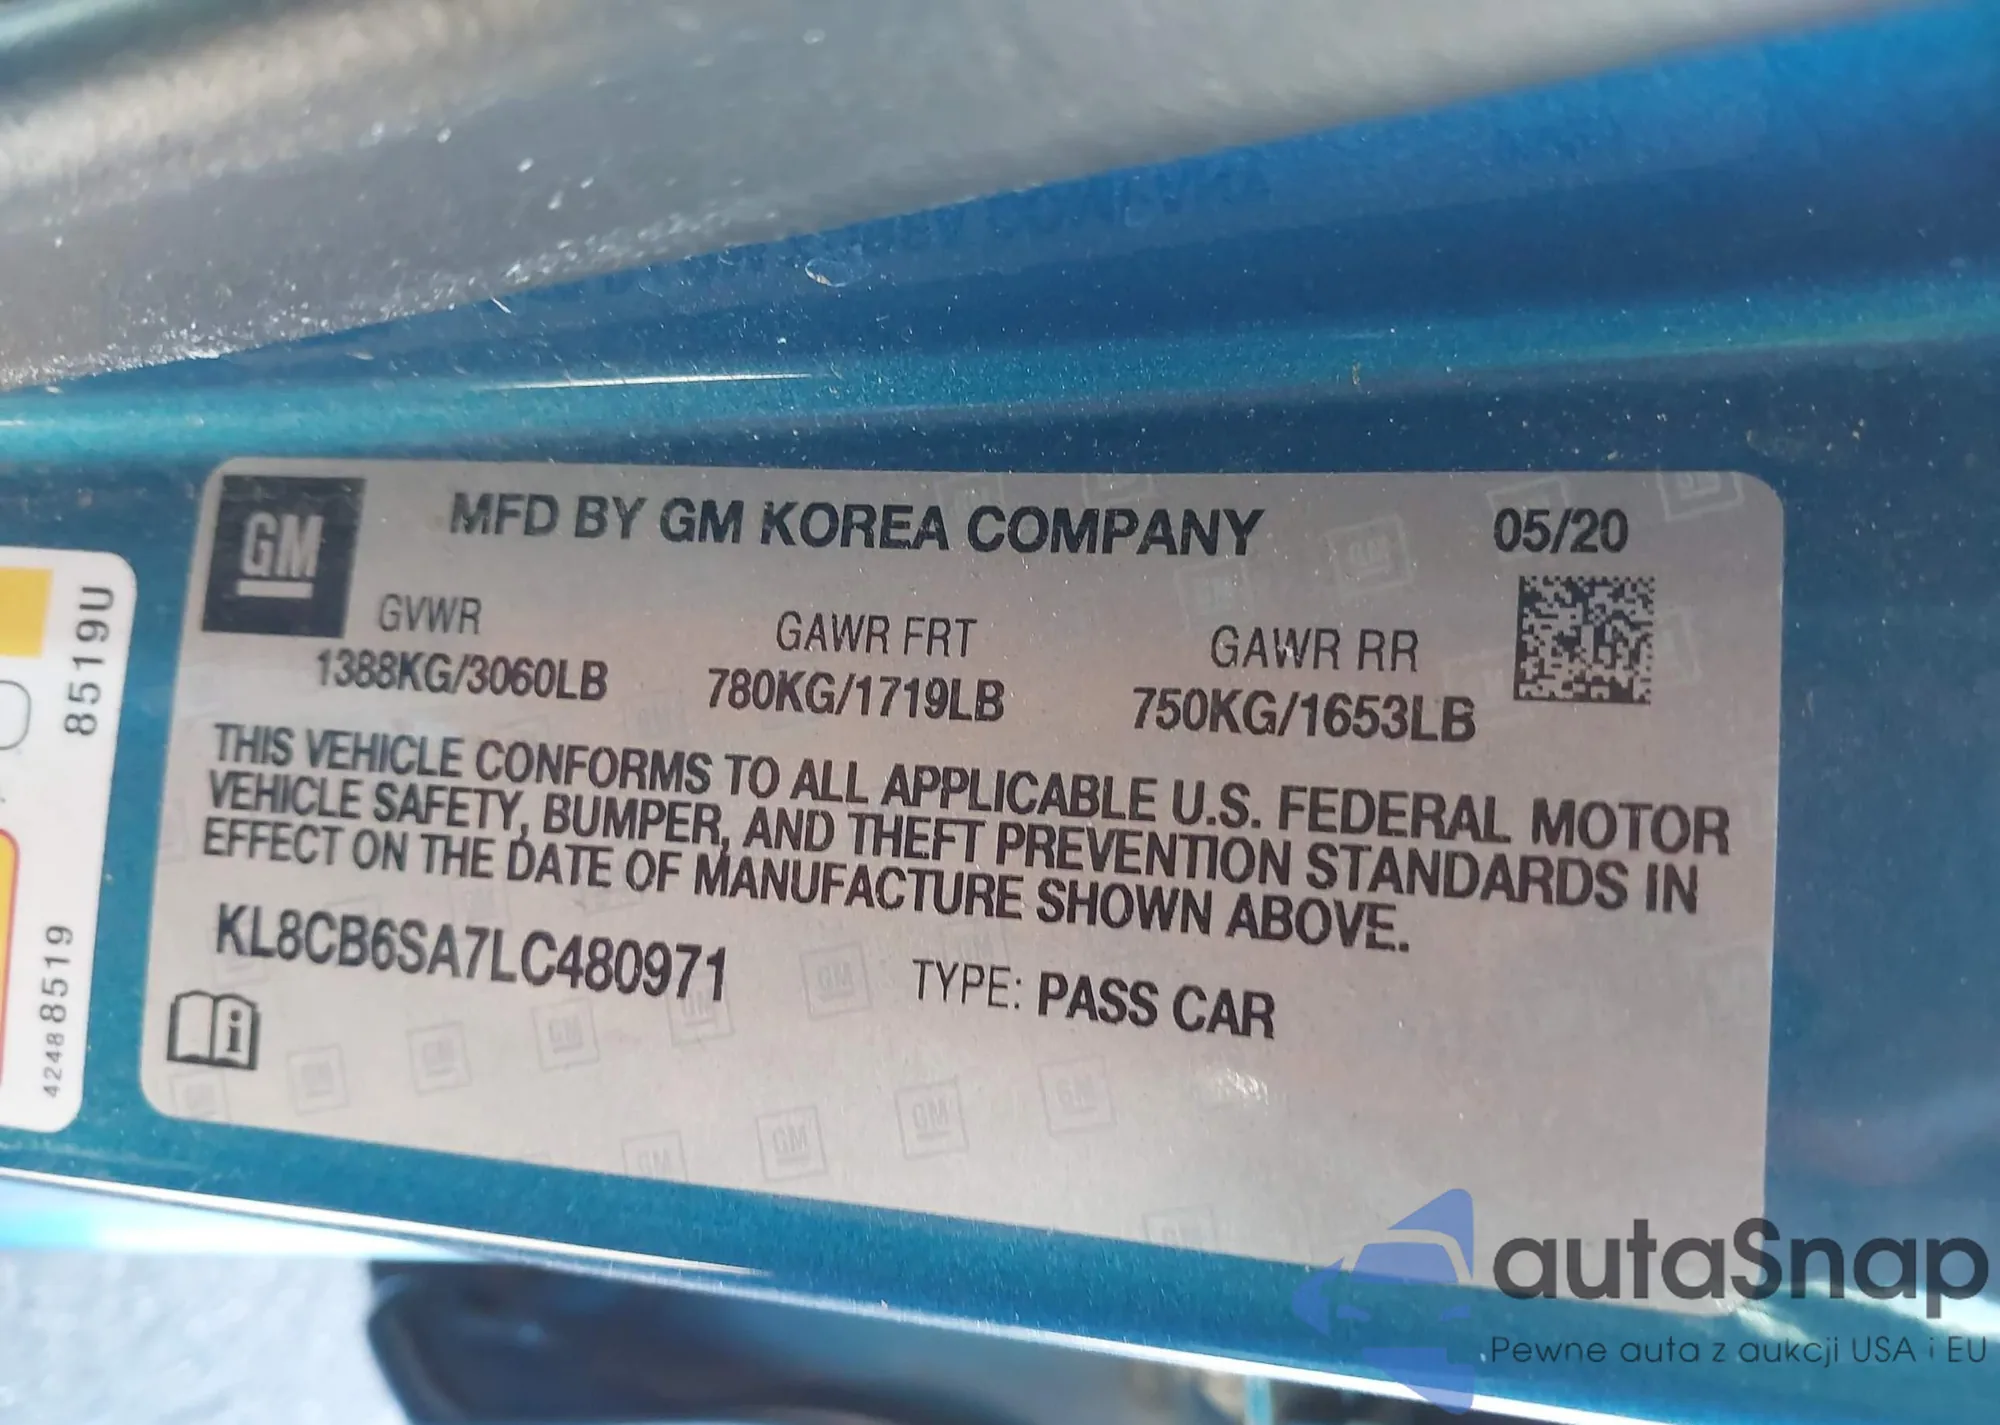 GM
MFD BY GM KOREA COMPANY
05/20
GVWR
GAWR FRT
GAWR RR
1388KG/3060LB
780KG/1719LB
750KG/1653LB
THIS VEHICLE CONFORMS TO ALL APPLICABLE U.S. FEDERAL MOTOR
VEHICLE SAFETY, BUMPER, AND THEFT PREVENTION STANDARDS IN
EFFECT ON THE DATE OF MANUFACTURE SHOWN ABOVE.
KL8CB6SA7LC480971
TYPE: PASS CAR
8519U
42488519
autaSnap
Pewne auta z aukcji USA i EU